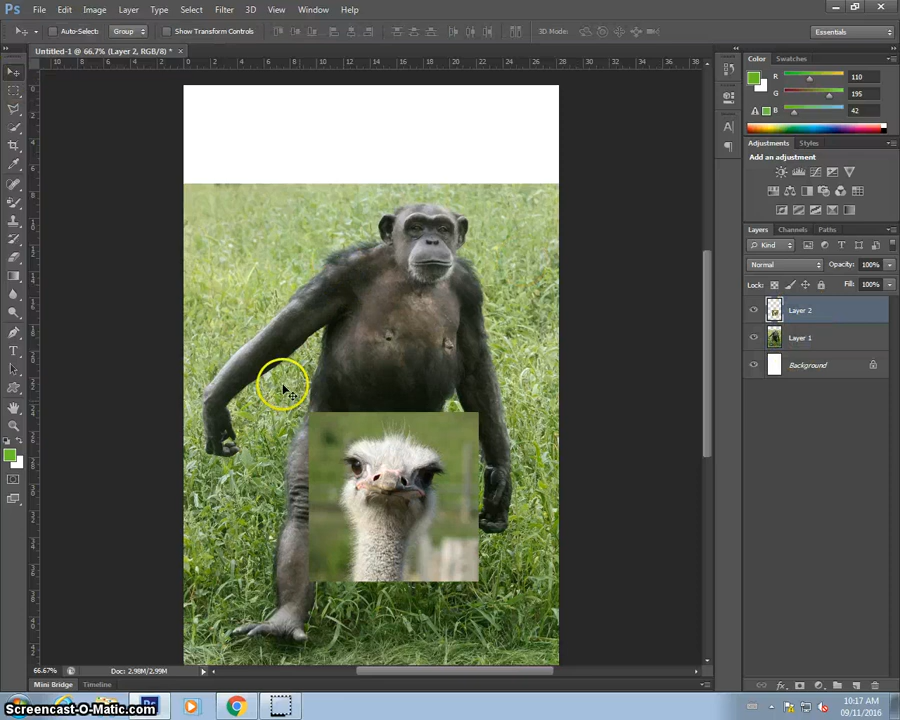 Ps File Edit Image Layer Type Select Filter 3D View Window Help
Auto-Select: Group Show Transform Controls 3D Mode: Essentials
Untitled-1 @ 66.7% (Layer 2, RGB/8) * ×
Color Swatches
R 110
G 195
B 42
Adjustments Styles
Add an adjustment
Layers Channels Paths
Kind
Normal Opacity: 100%
Lock: Fill: 100%
Layer 2
Layer 1
Background
66.67% Doc: 2.98M/2.99M
Mini Bridge Timeline
Screencast-O-Matic.com
10:17 AM
09/11/2016